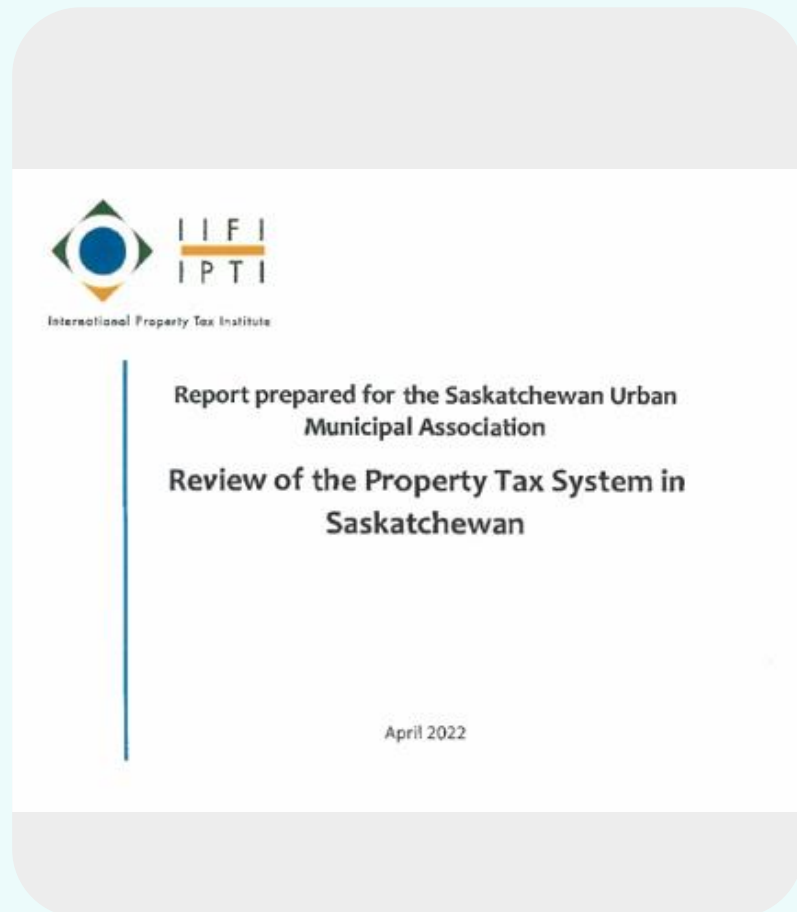 IIFI
IPTI
International Property Tax Institute
Report prepared for the Saskatchewan Urban
Municipal Association
Review of the Property Tax System in
Saskatchewan
April 2022